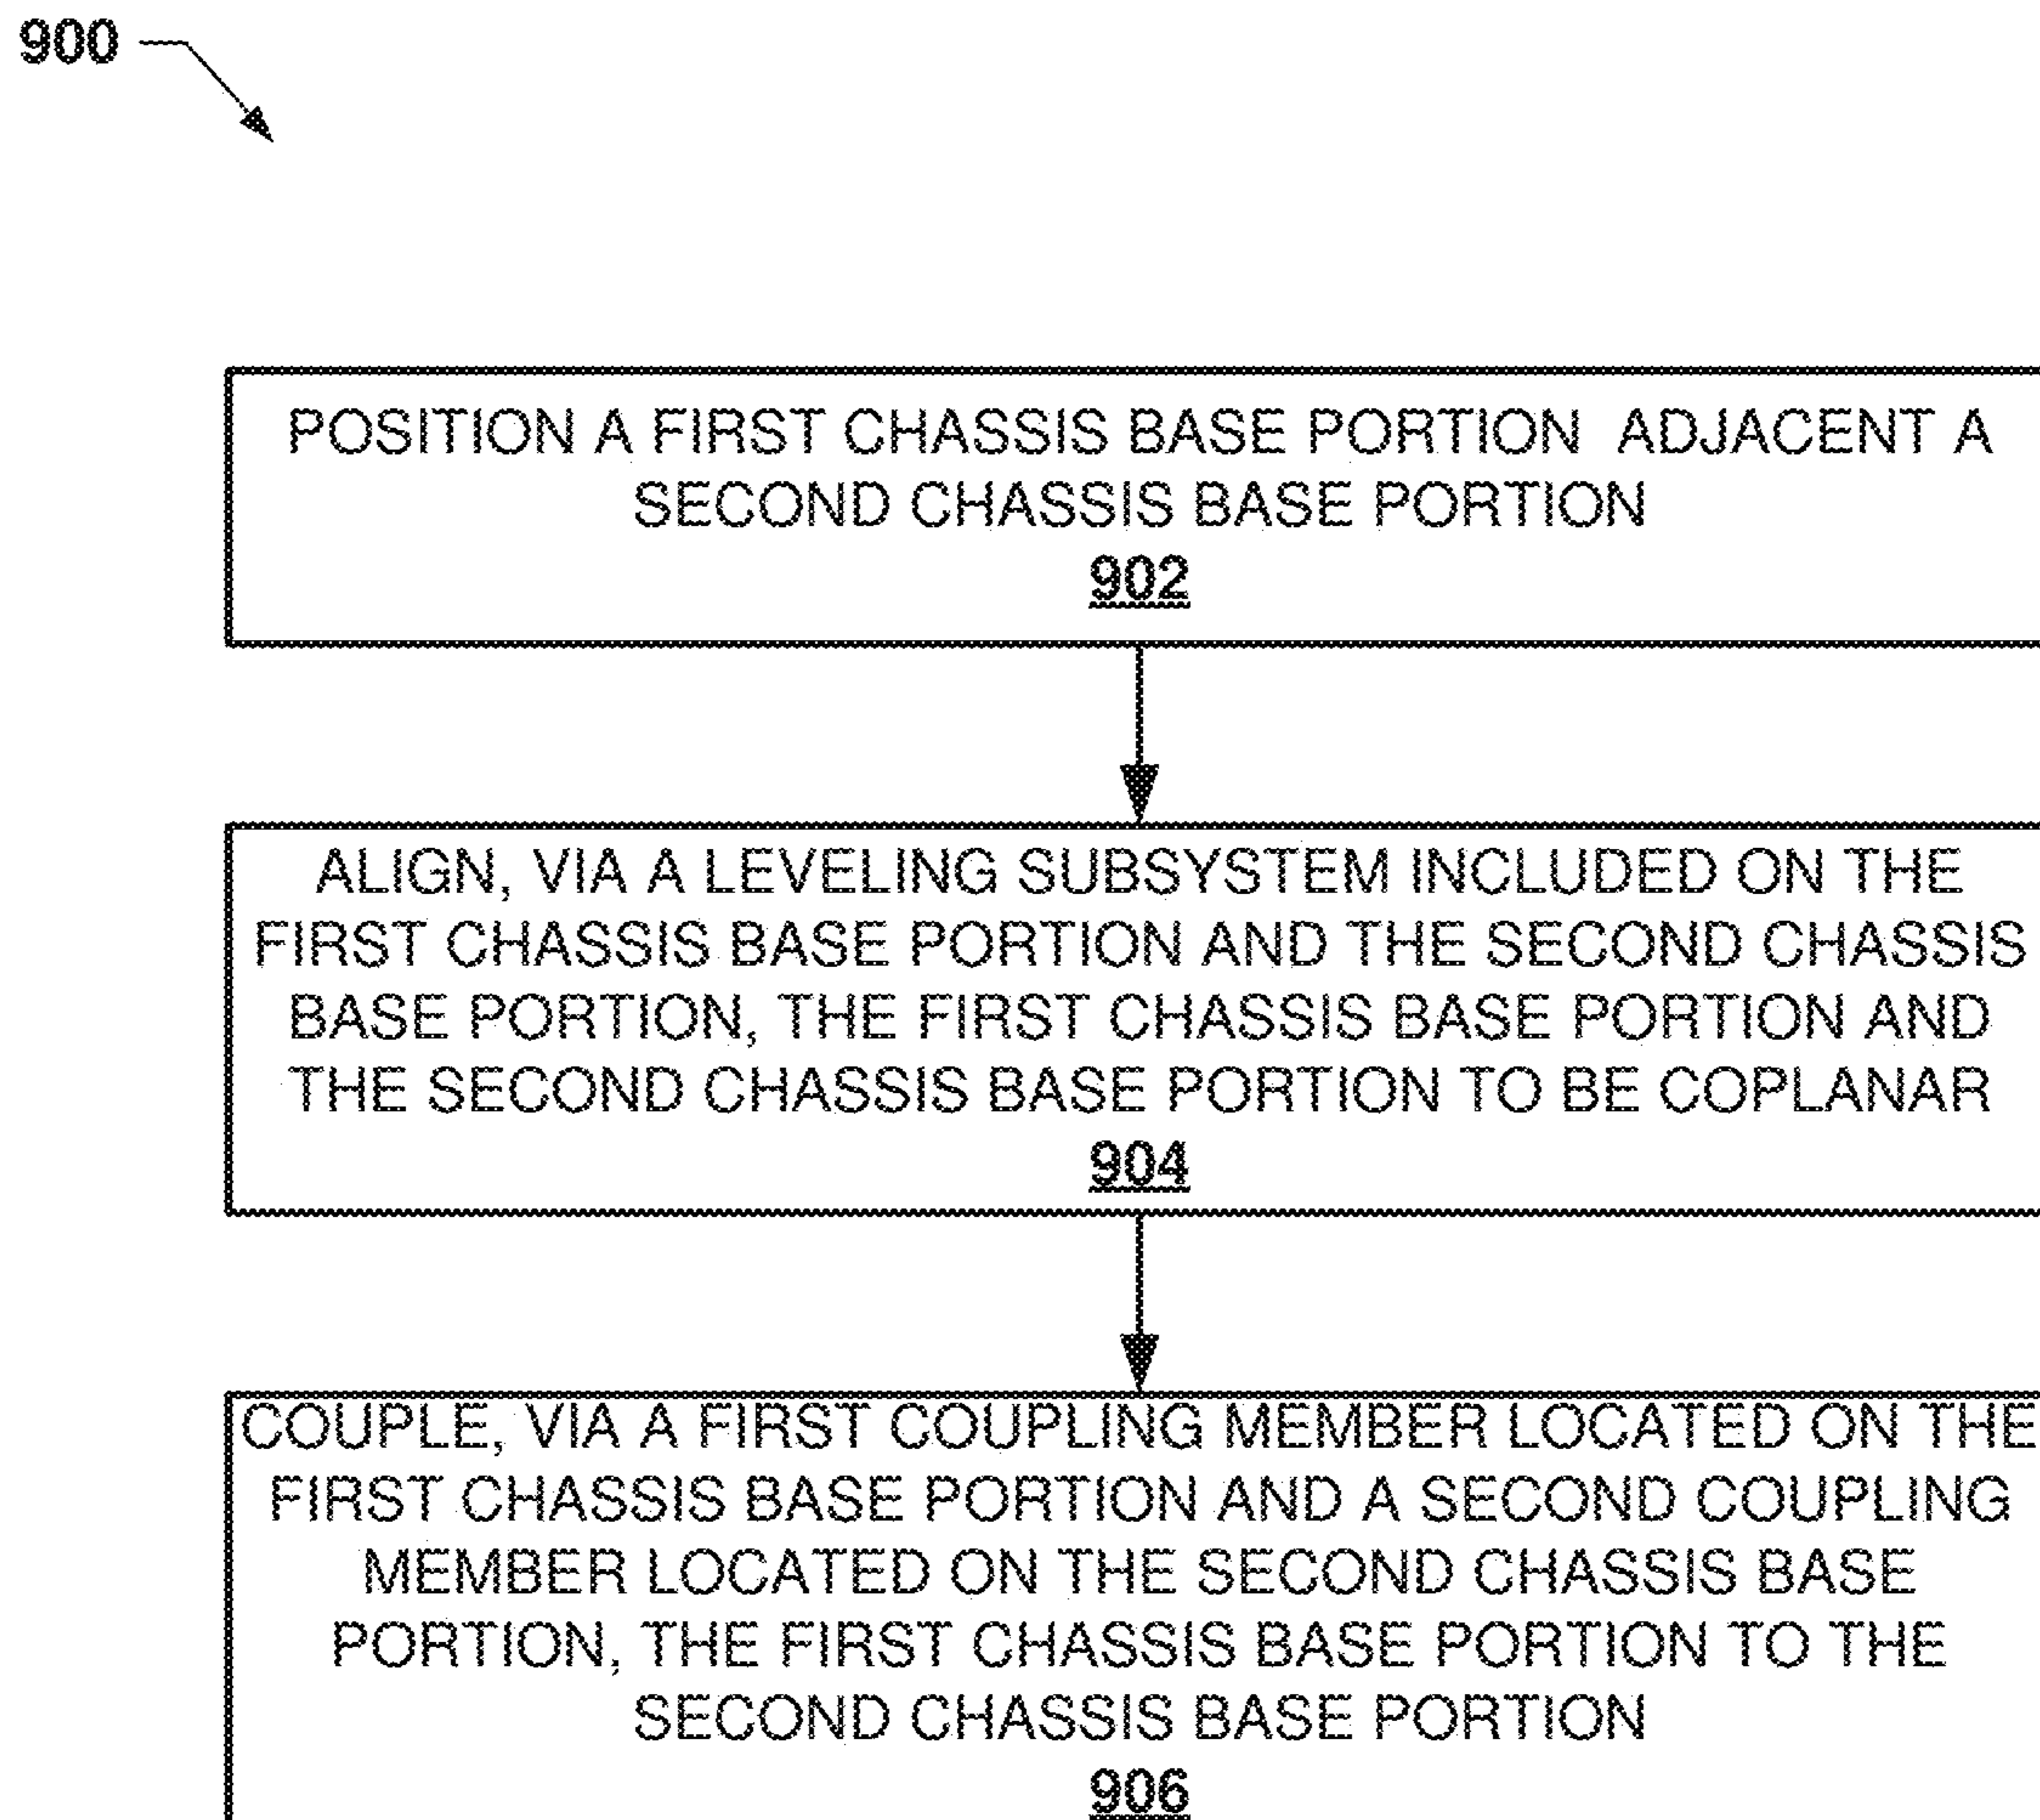 900
POSITION A FIRST CHASSIS BASE PORTION ADJACENT A
SECOND CHASSIS BASE PORTION
902
ALIGN, VIA A LEVELING SUBSYSTEM INCLUDED ON THE
FIRST CHASSIS BASE PORTION AND THE SECOND CHASSIS
BASE PORTION, THE FIRST CHASSIS BASE PORTION AND
THE SECOND CHASSIS BASE PORTION TO BE COPLANAR
904
COUPLE, VIA A FIRST COUPLING MEMBER LOCATED ON THE
FIRST CHASSIS BASE PORTION AND A SECOND COUPLING
MEMBER LOCATED ON THE SECOND CHASSIS BASE
PORTION, THE FIRST CHASSIS BASE PORTION TO THE
SECOND CHASSIS BASE PORTION
906